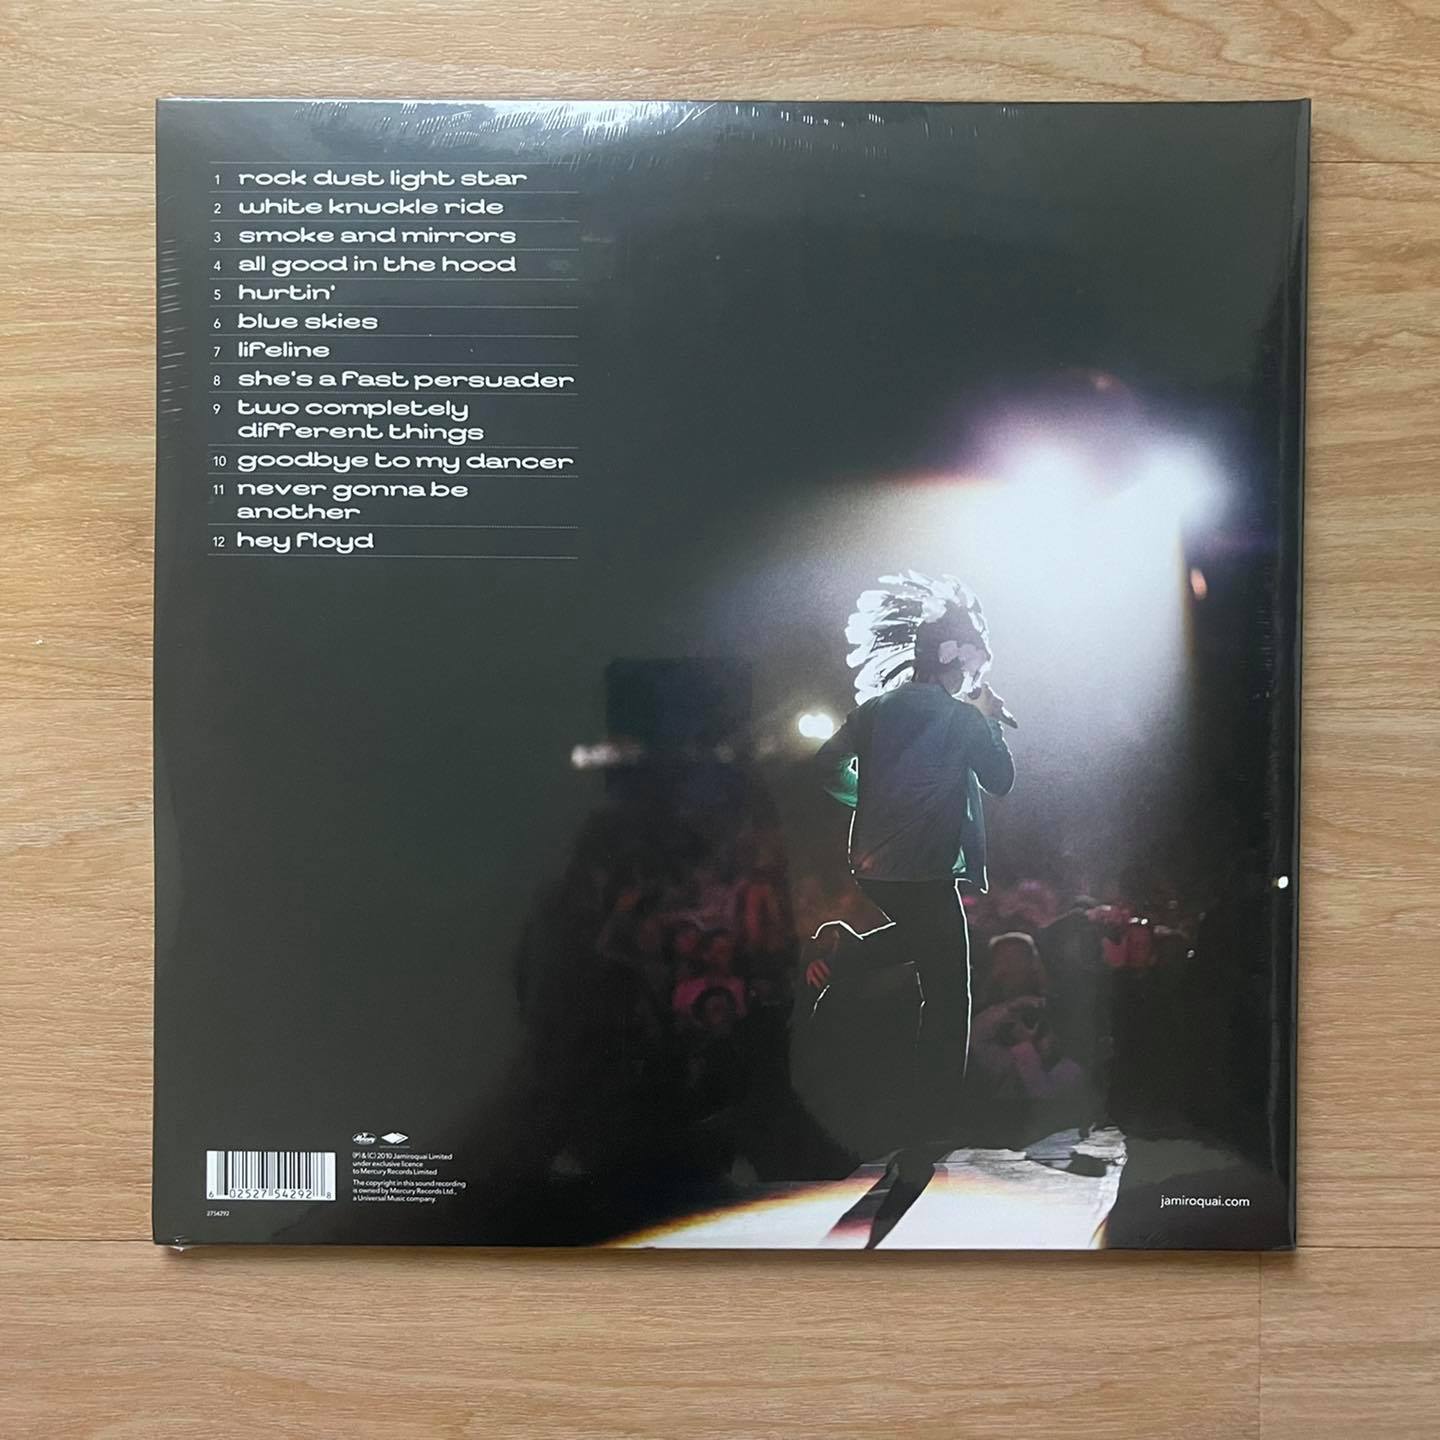 1 rock dust light star
2 white knuckle ride
3 smoke and mirrors
4 all good in the hood
5 hurtin'
6 blue skies
7 lifeline
8 she's a fast persuader
9 two completely
different things
10 goodbye to my dancer
11 never gonna be
another
12 hey floyd
Mercury
(P) & (C) 2010 Jamiroquai Limited
under exclusive licence
to Mercury Records Limited
The copyright in this sound recording
is owned by Mercury Records Ltd.,
a Universal Music company.
6 02527 54292 8
2754292
jamiroquai.com